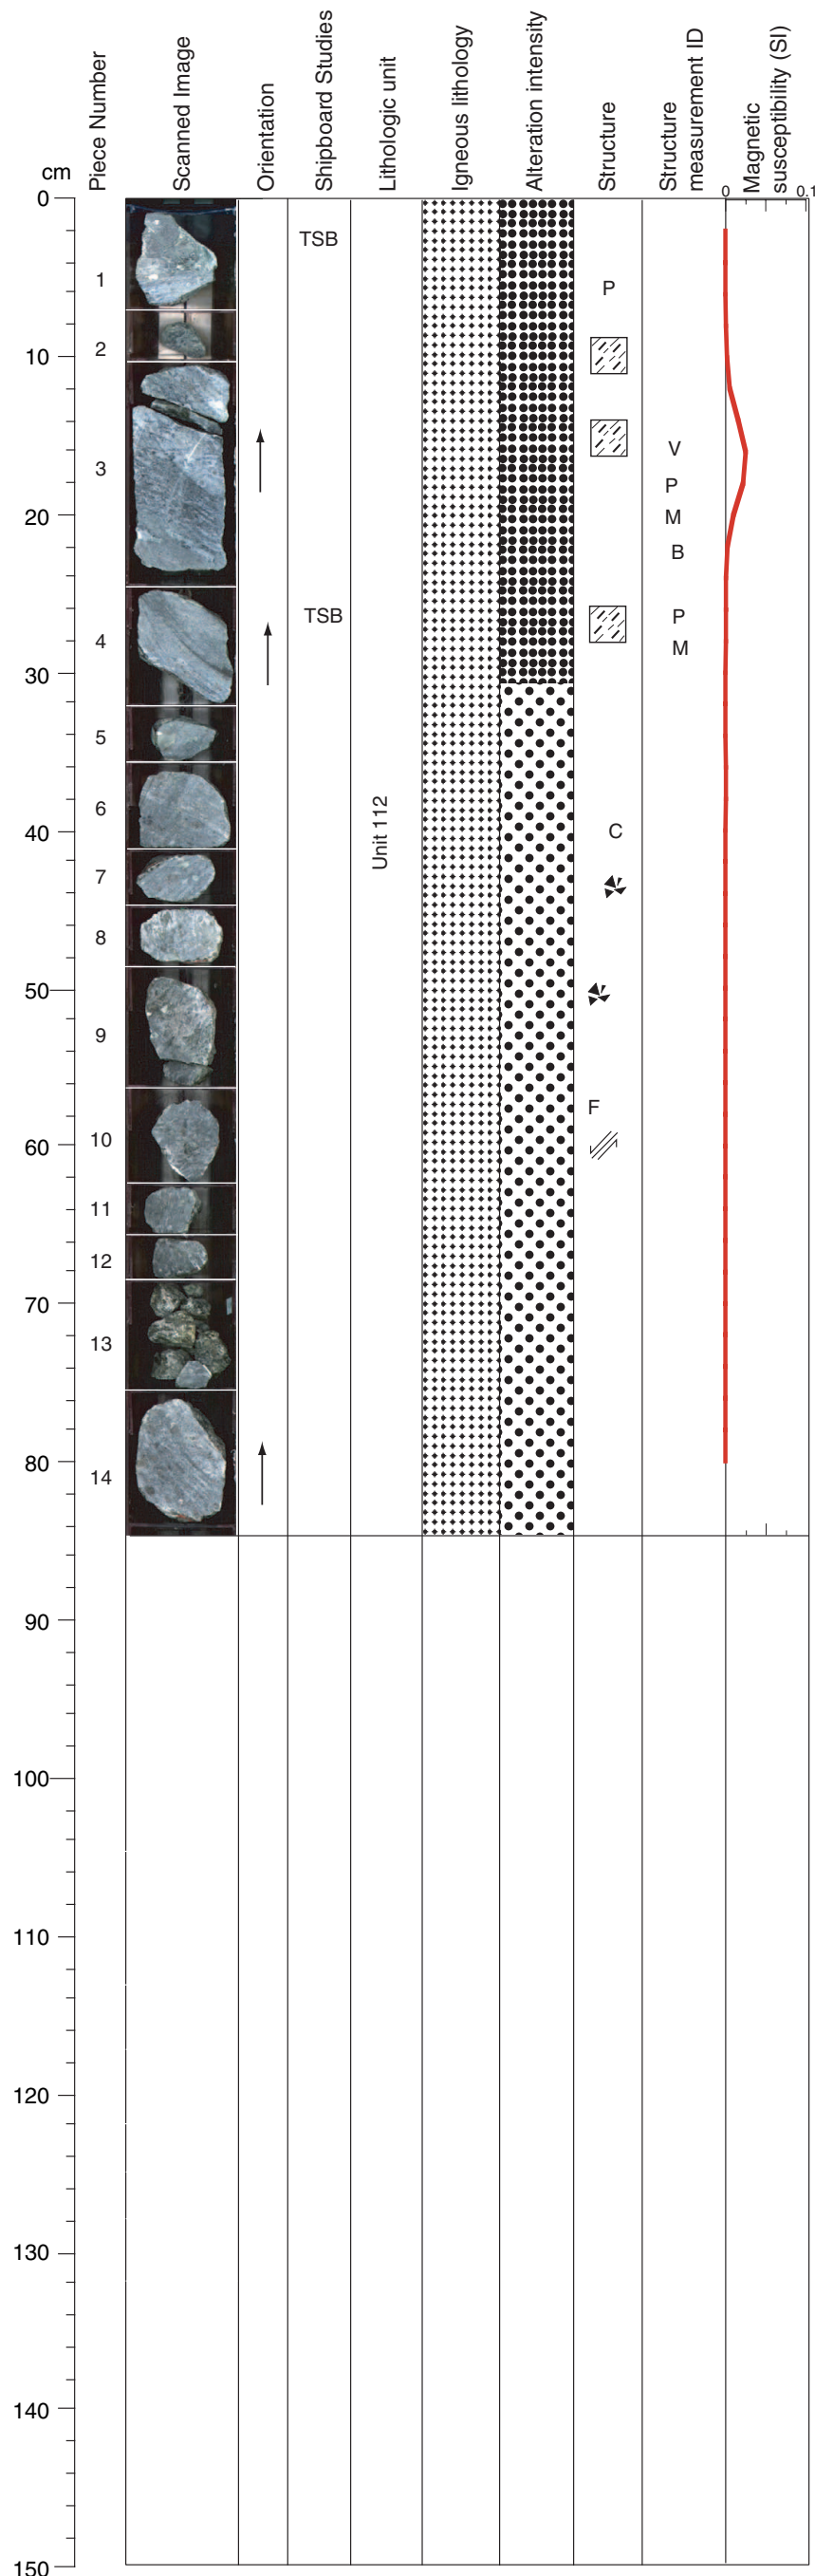 cm
Piece Number
Scanned Image
Orientation
Shipboard Studies
Lithologic unit
Igneous lithology
Alteration intensity
Structure
Structure
measurement ID
Magnetic
susceptibility (SI)
0 0.1
0
TSB
1
P
2
10
V
3
P
20
M
B
TSB
P
4
M
30
5
Unit 112
6
40
C
7
8
50
9
F
10
60
11
12
70
13
80
14
90
100
110
120
130
140
150